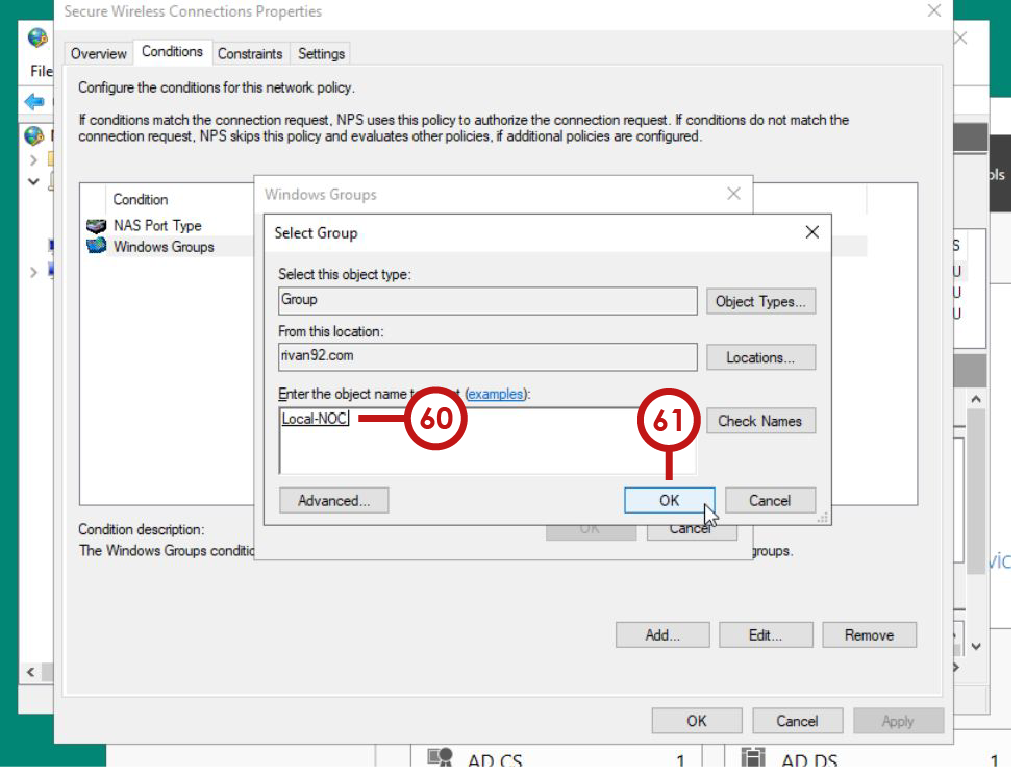 Secure Wireless Connections Properties
File
Overview Conditions Constraints Settings
Configure the conditions for this network policy.
If conditions match the connection request, NPS uses this policy to authorize the connection request. If conditions do not match the
connection request, NPS skips this policy and evaluates other policies, if additional policies are configured.
Condition
NAS Port Type
Windows Groups
Windows Groups
Select Group
Select this object type:
Group
Object Types...
From this location:
rivan92.com
Locations...
Enter the object name (examples):
Local-NOC
60
61
Check Names
Advanced...
OK
Cancel
OK
Cancel
Condition description:
The Windows Groups groups.
Add...
Edit...
Remove
OK
Cancel
Apply
AD CS 1
AD DS 1